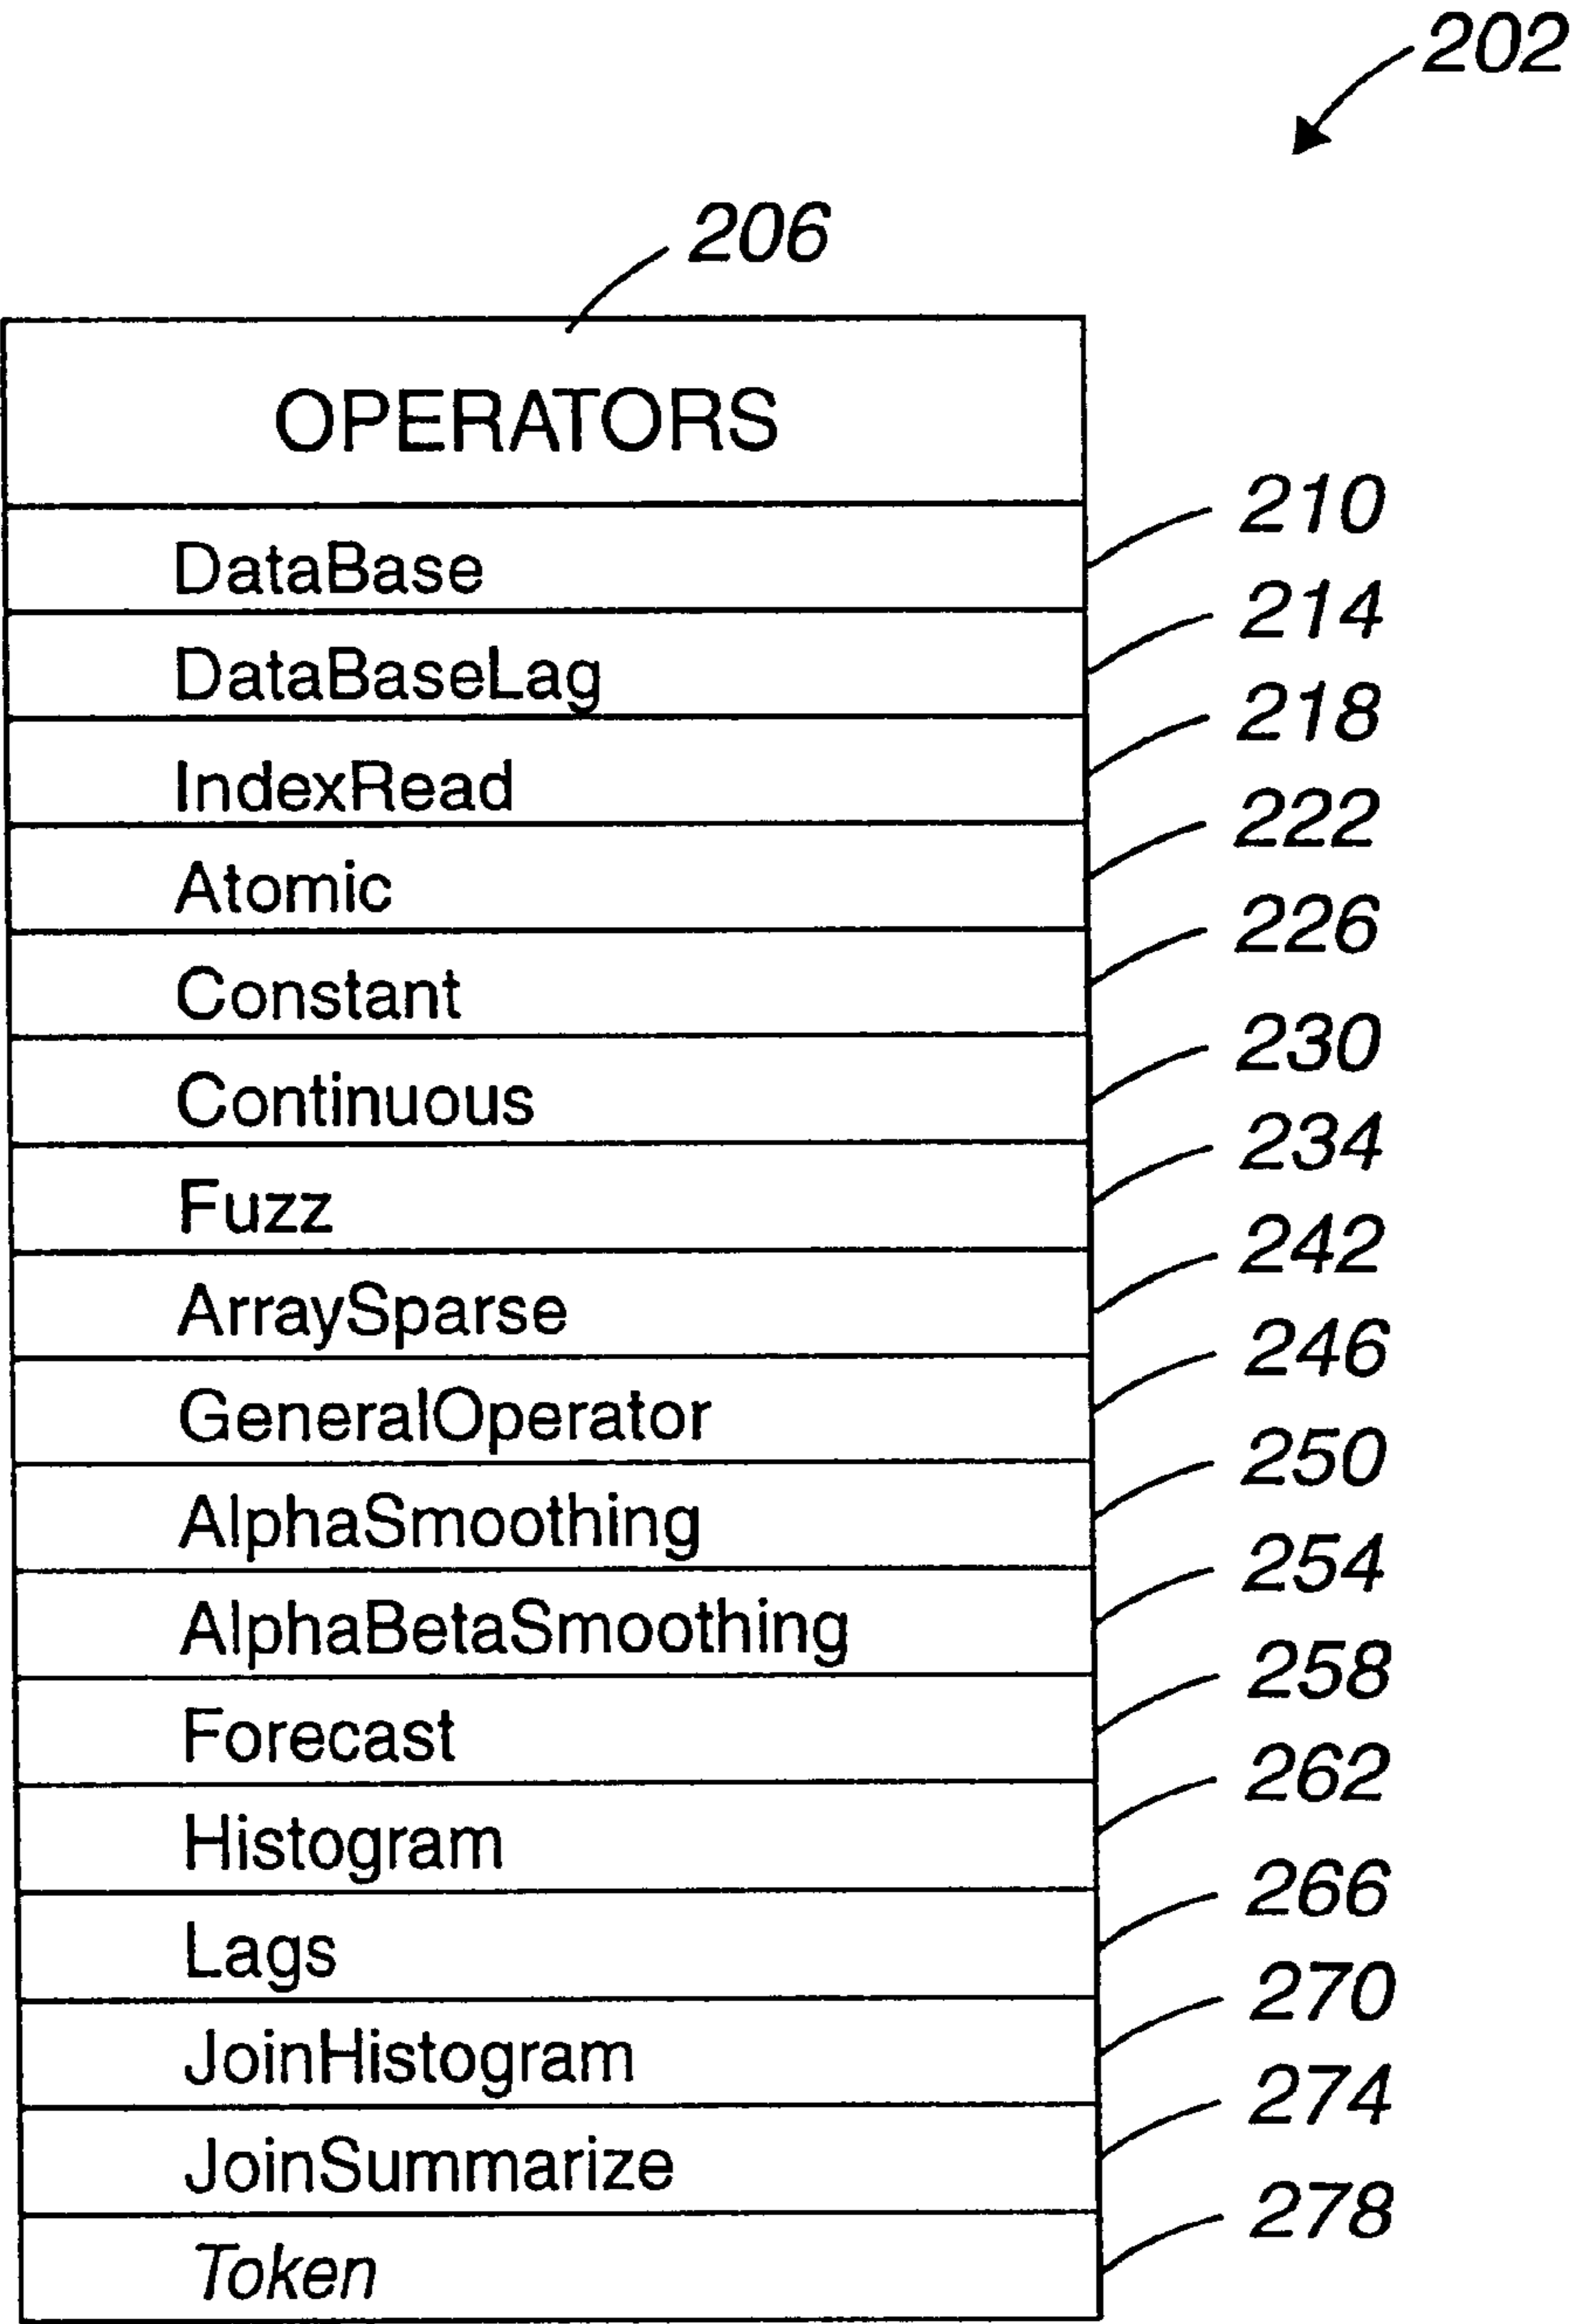 202
206
OPERATORS
DataBase 210
DataBaseLag 214
IndexRead 218
Atomic 222
Constant 226
Continuous 230
Fuzz 234
ArraySparse 242
GeneralOperator 246
AlphaSmoothing 250
AlphaBetaSmoothing 254
Forecast 258
Histogram 262
Lags 266
JoinHistogram 270
JoinSummarize 274
Token 278